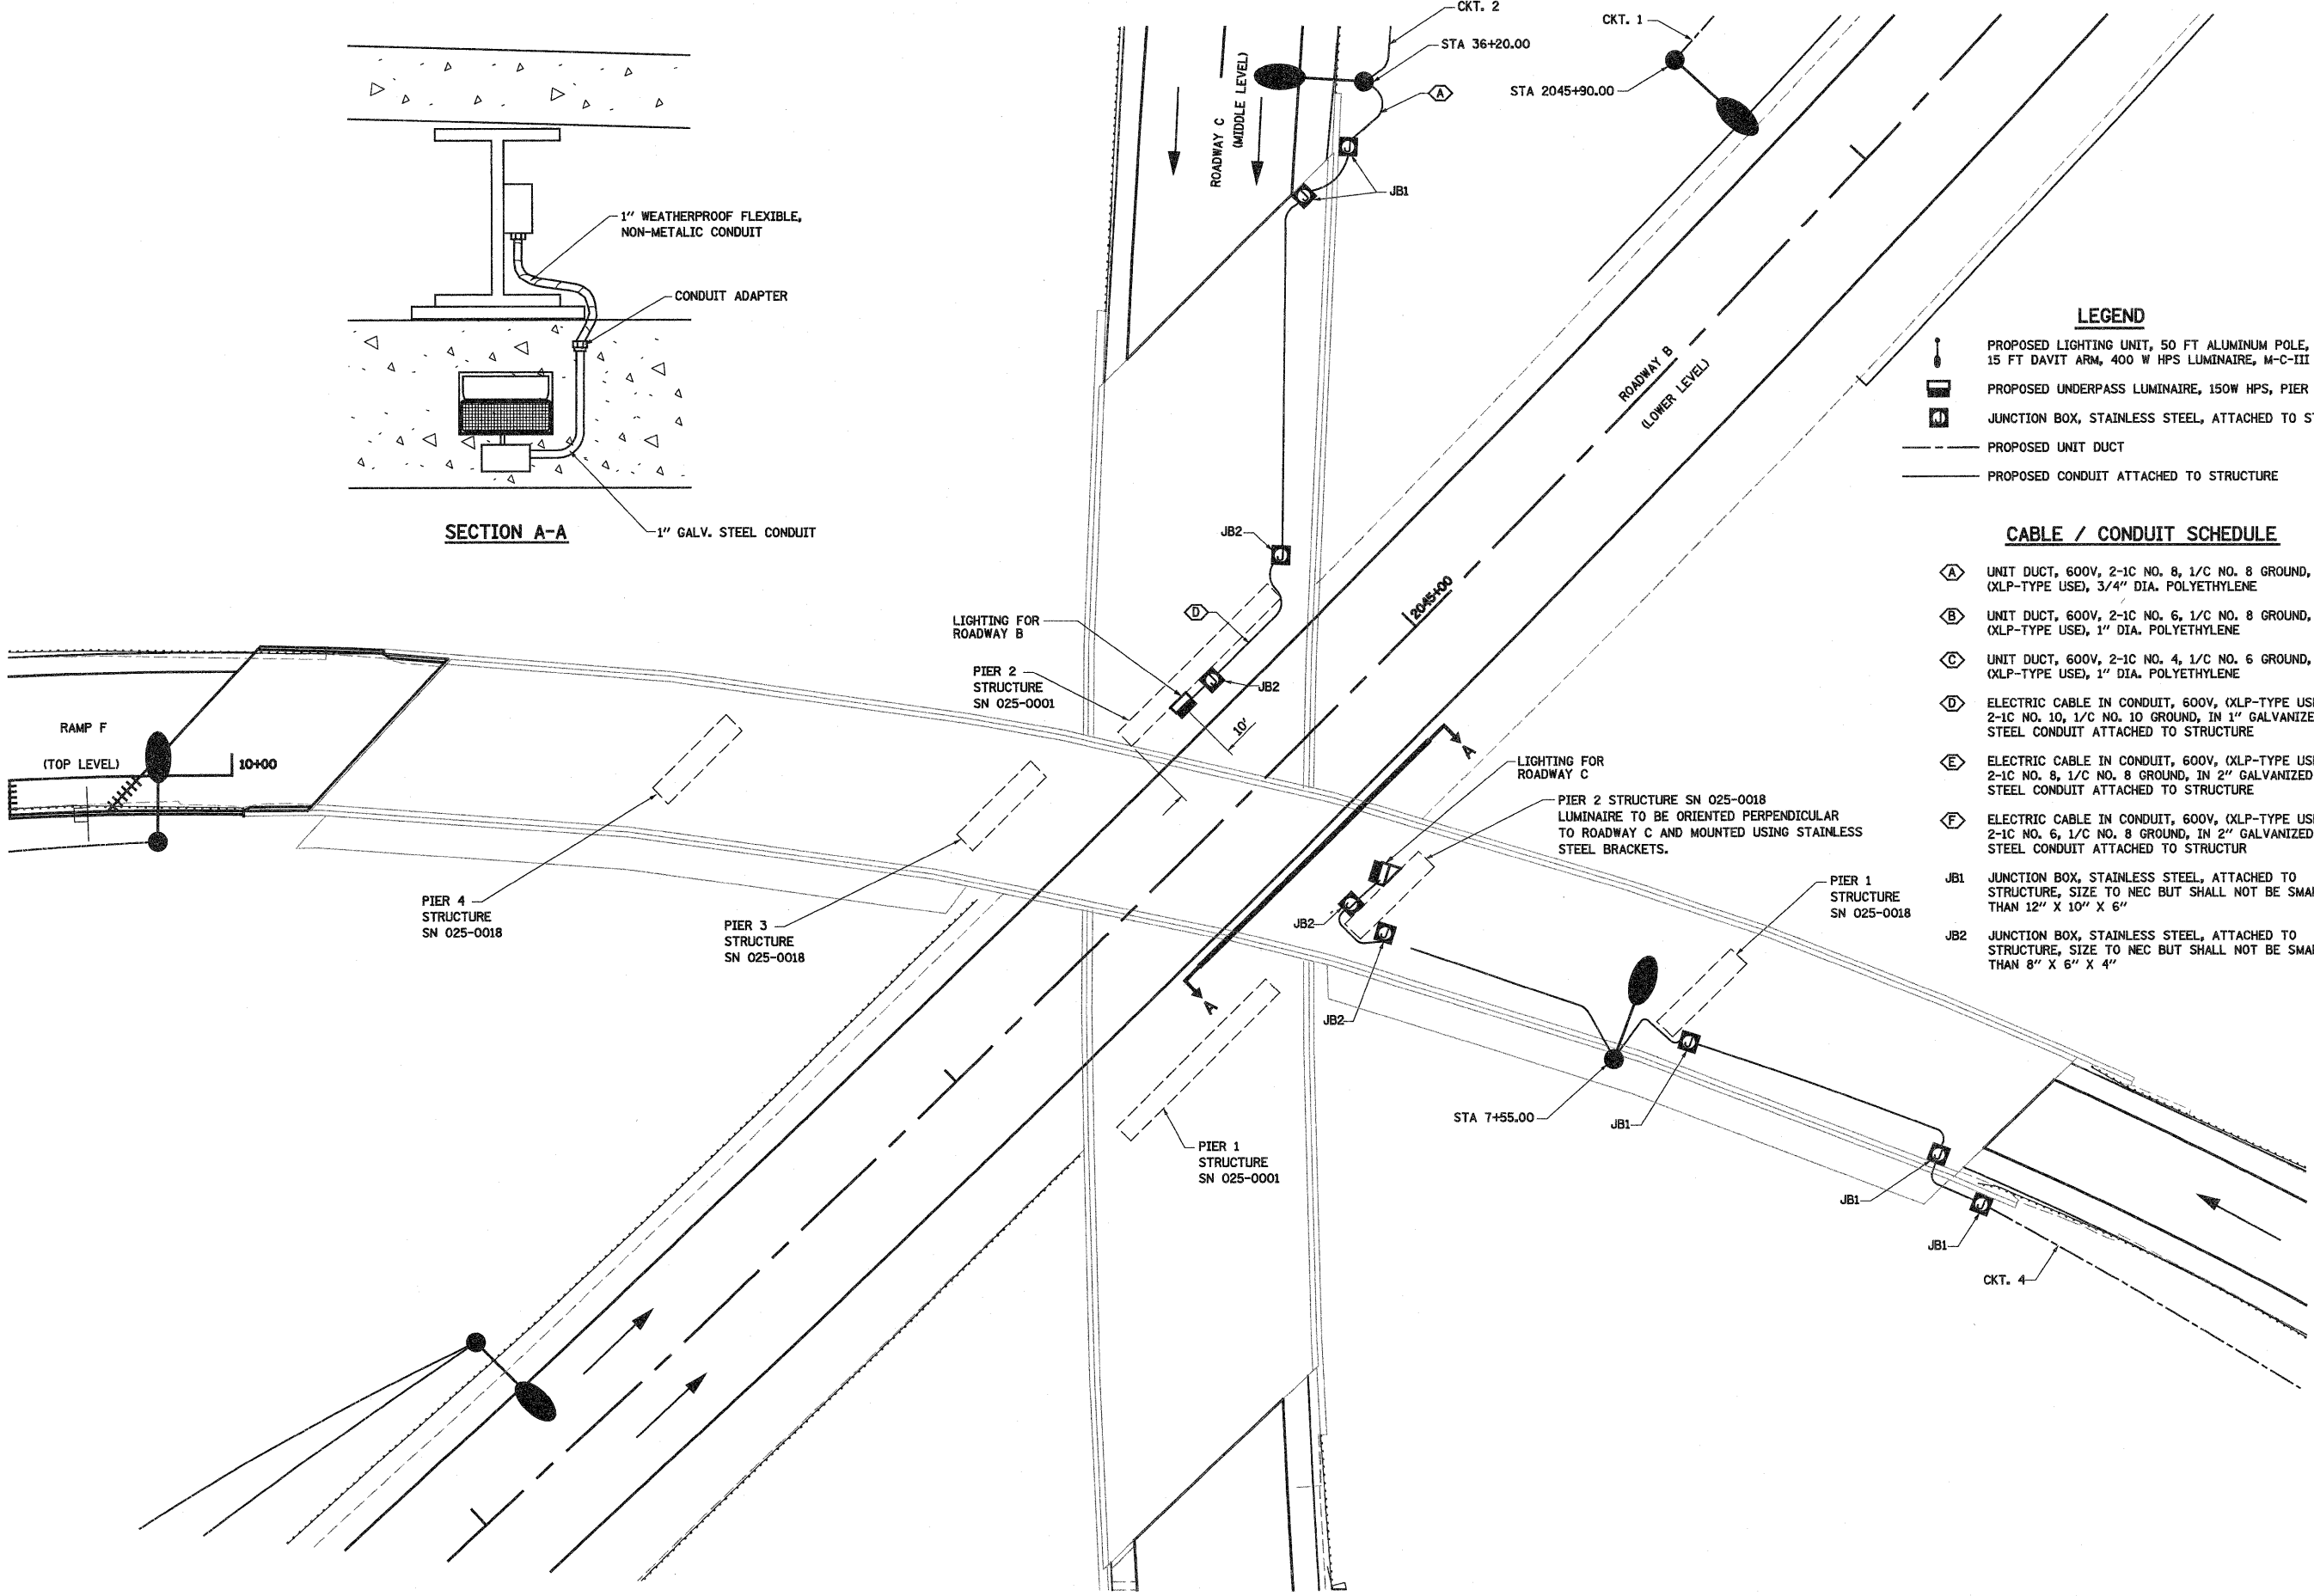 CKT. 2
STA 36+20.00
CKT. 1
STA 2045+90.00
ROADWAY C
(MIDDLE LEVEL)
A
J
J
JB1
1" WEATHERPROOF FLEXIBLE,
NON-METALIC CONDUIT
CONDUIT ADAPTER
1" GALV. STEEL CONDUIT
SECTION A-A
ROADWAY B
(LOWER LEVEL)
2045+00
LEGEND
PROPOSED LIGHTING UNIT, 50 FT ALUMINUM POLE,
15 FT DAVIT ARM, 400 W HPS LUMINAIRE, M-C-III
PROPOSED UNDERPASS LUMINAIRE, 150W HPS, PIER
J
JUNCTION BOX, STAINLESS STEEL, ATTACHED TO
PROPOSED UNIT DUCT
PROPOSED CONDUIT ATTACHED TO STRUCTURE
CABLE / CONDUIT SCHEDULE
A
UNIT DUCT, 600V, 2-1C NO. 8, 1/C NO. 8 GROUND,
(XLP-TYPE USE), 3/4" DIA. POLYETHYLENE
B
UNIT DUCT, 600V, 2-1C NO. 6, 1/C NO. 8 GROUND,
(XLP-TYPE USE), 1" DIA. POLYETHYLENE
C
UNIT DUCT, 600V, 2-1C NO. 4, 1/C NO. 6 GROUND,
(XLP-TYPE USE), 1" DIA. POLYETHYLENE
D
ELECTRIC CABLE IN CONDUIT, 600V, (XLP-TYPE
2-1C NO. 10, 1/C NO. 10 GROUND, IN 1" GALVANIZE
STEEL CONDUIT ATTACHED TO STRUCTURE
E
ELECTRIC CABLE IN CONDUIT, 600V, (XLP-TYPE
2-1C NO. 8, 1/C NO. 8 GROUND, IN 2" GALVANIZED
STEEL CONDUIT ATTACHED TO STRUCTURE
F
ELECTRIC CABLE IN CONDUIT, 600V, (XLP-TYPE
2-1C NO. 6, 1/C NO. 8 GROUND, IN 2" GALVANIZED
STEEL CONDUIT ATTACHED TO STRUCTUR
JB1
JUNCTION BOX, STAINLESS STEEL, ATTACHED TO
STRUCTURE, SIZE TO NEC BUT SHALL NOT BE
THAN 12" X 10" X 6"
JB2
JUNCTION BOX, STAINLESS STEEL, ATTACHED TO
STRUCTURE, SIZE TO NEC BUT SHALL NOT BE
THAN 8" X 6" X 4"
JB2
J
D
LIGHTING FOR
ROADWAY B
PIER 2
STRUCTURE
SN 025-0001
J
JB2
10'
RAMP F
(TOP LEVEL)
10+00
A
LIGHTING FOR
ROADWAY C
PIER 2 STRUCTURE SN 025-0018
LUMINAIRE TO BE ORIENTED PERPENDICULAR
TO ROADWAY C AND MOUNTED USING STAINLESS
STEEL BRACKETS.
PIER 4
STRUCTURE
SN 025-0018
PIER 3
STRUCTURE
SN 025-0018
PIER 1
STRUCTURE
SN 025-0018
J
JB2
J
JB2
A
STA 7+55.00
J
JB1
PIER 1
STRUCTURE
SN 025-0001
J
JB1
J
JB1
CKT. 4